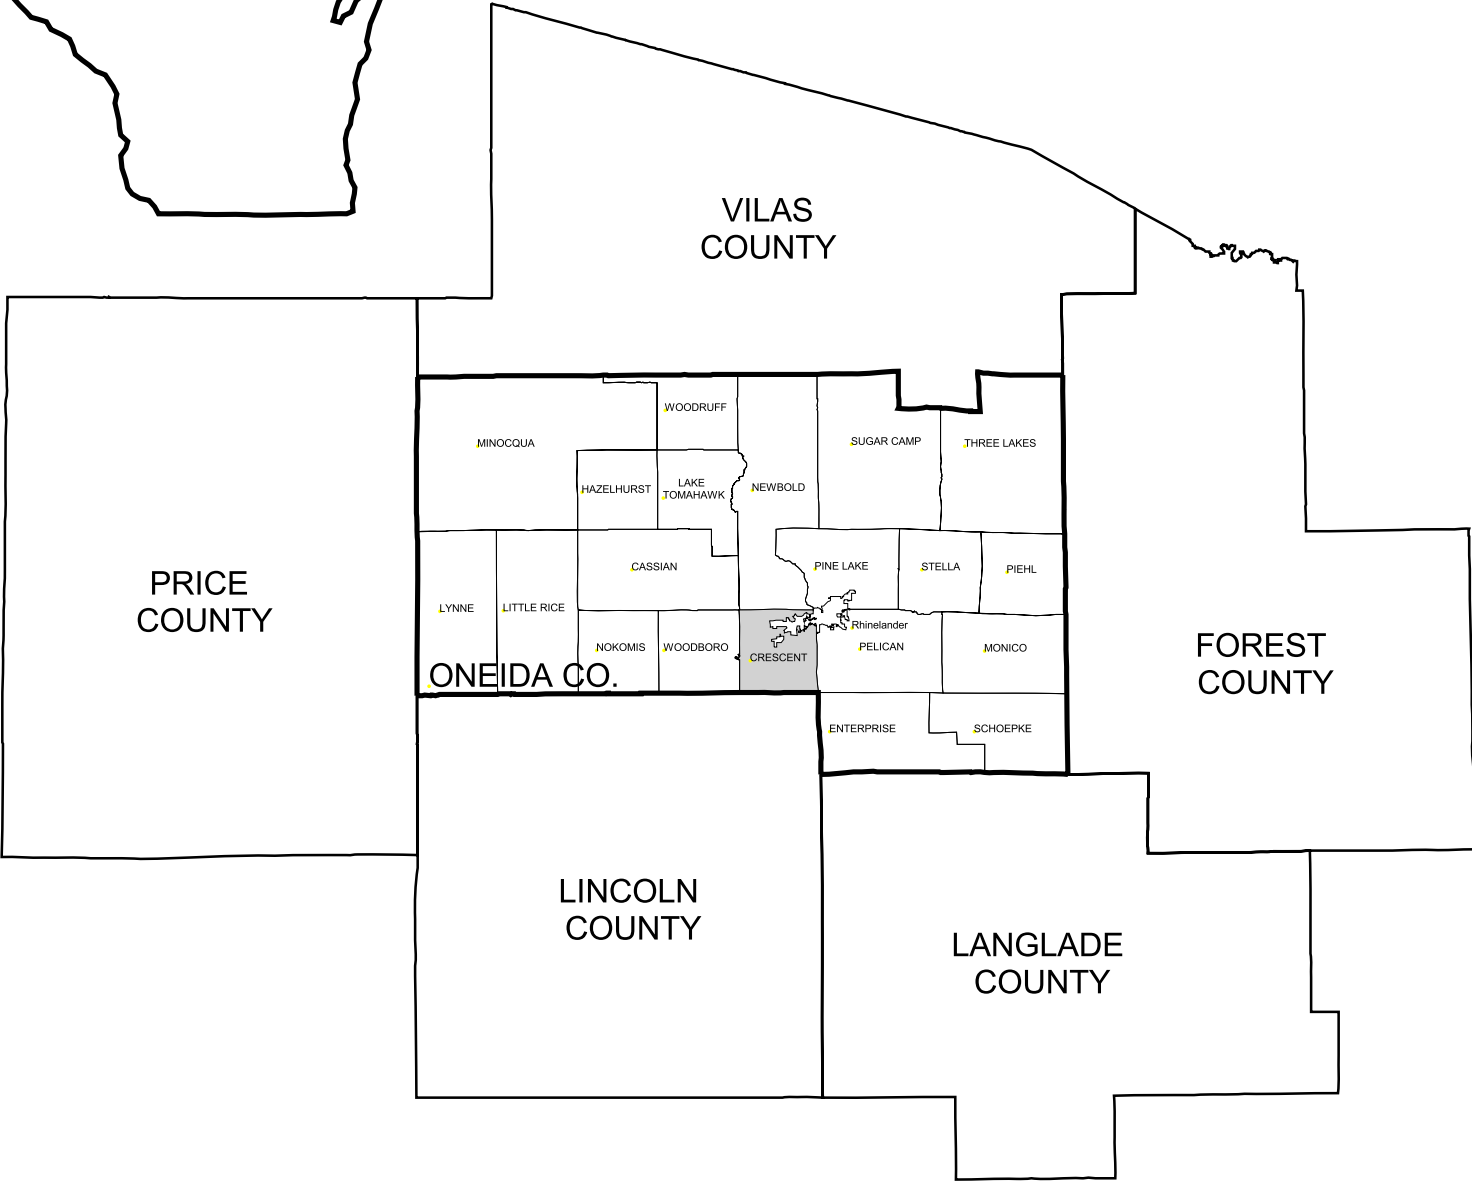 VILAS
COUNTY
WOODRUFF
MINOCQUA
SUGAR CAMP
THREE LAKES
HAZELHURST
LAKE
TOMAHAWK
NEWBOLD
CASSIAN
PINE LAKE
STELLA
PIEHL
PRICE
COUNTY
LYNNE
LITTLE RICE
Rhinelander
NOKOMIS
WOODBORO
CRESCENT
PELICAN
MONICO
FOREST
COUNTY
ONEIDA CO.
ENTERPRISE
SCHOEPKE
LINCOLN
COUNTY
LANGLADE
COUNTY